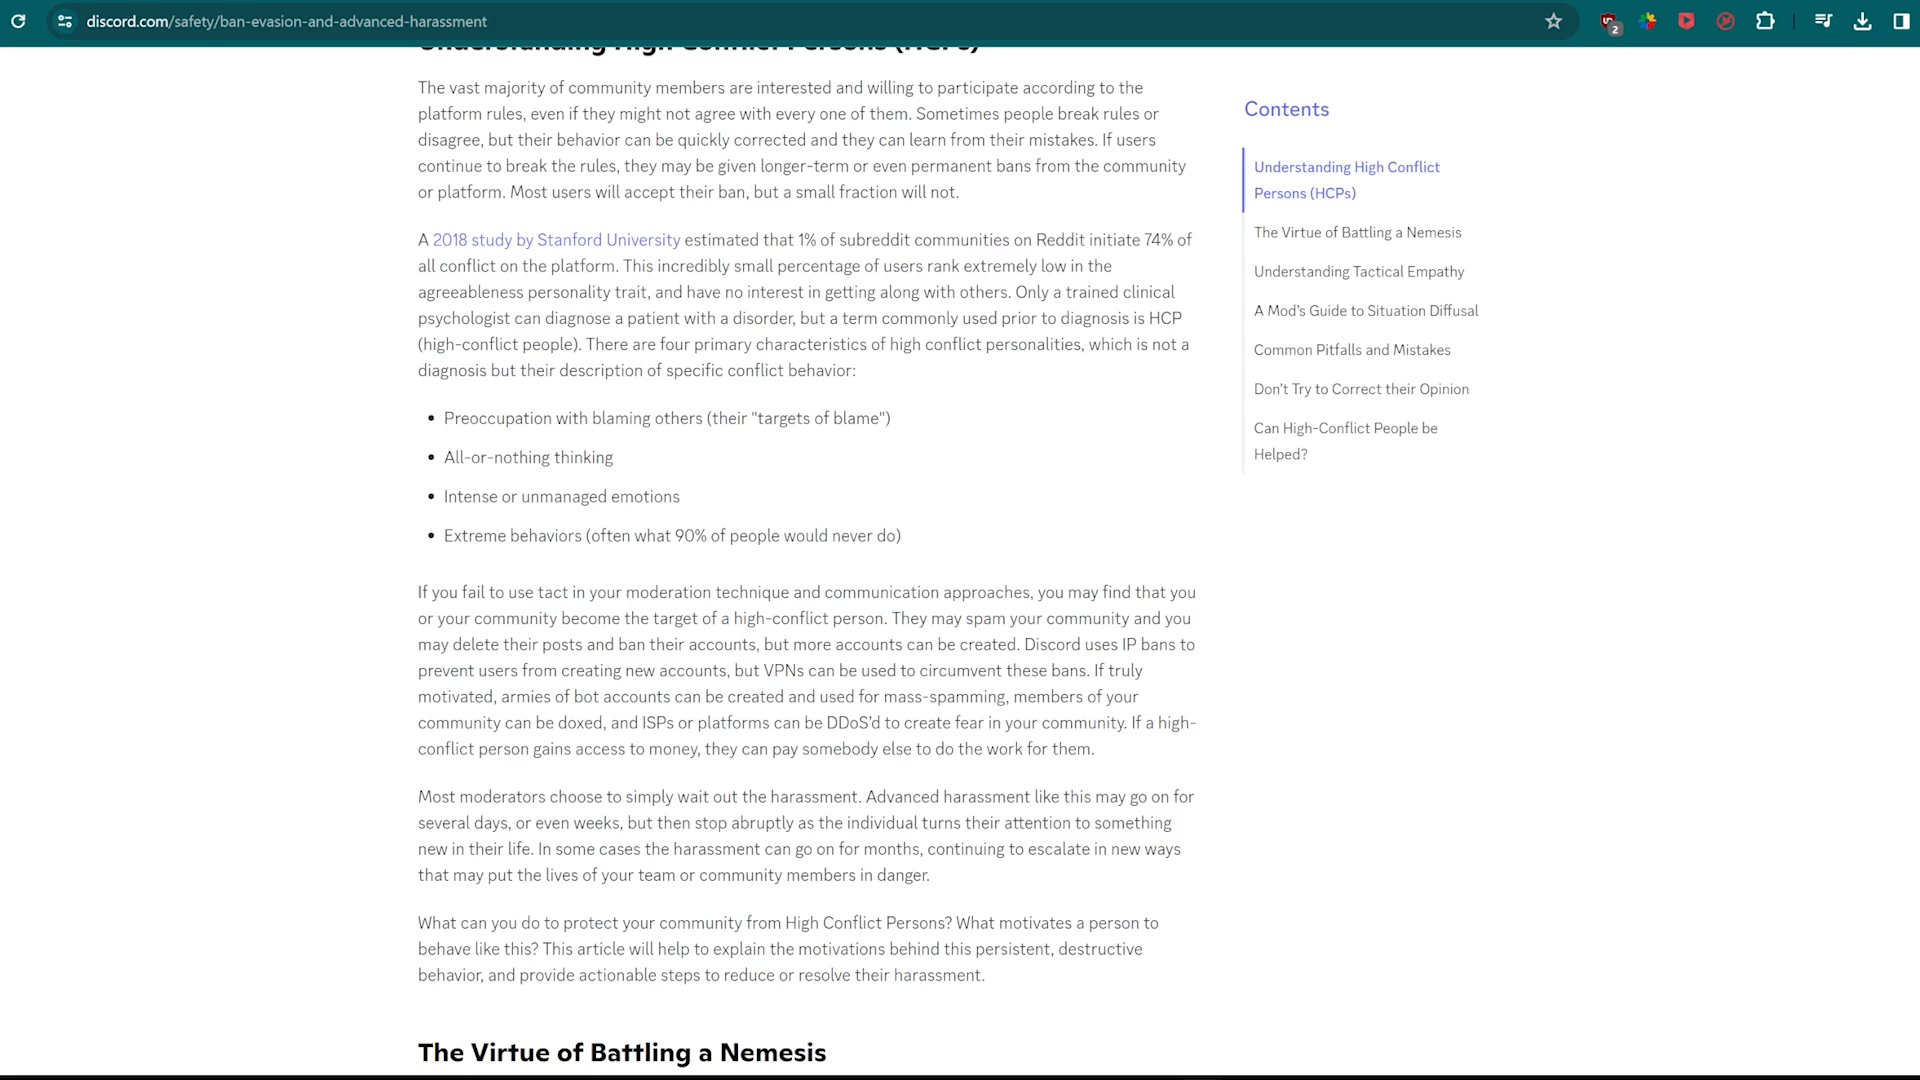 discord.com/safety/ban-evasion-and-advanced-harassment
2
Understanding High Conflict Persons (HCPs)
The vast majority of community members are interested and willing to participate according to the
platform rules, even if they might not agree with every one of them. Sometimes people break rules or
disagree, but their behavior can be quickly corrected and they can learn from their mistakes. If users
continue to break the rules, they may be given longer-term or even permanent bans from the community
or platform. Most users will accept their ban, but a small fraction will not.
A 2018 study by Stanford University estimated that 1% of subreddit communities on Reddit initiate 74% of
all conflict on the platform. This incredibly small percentage of users rank extremely low in the
agreeableness personality trait, and have no interest in getting along with others. Only a trained clinical
psychologist can diagnose a patient with a disorder, but a term commonly used prior to diagnosis is HCP
(high-conflict people). There are four primary characteristics of high conflict personalities, which is not a
diagnosis but their description of specific conflict behavior:
• Preoccupation with blaming others (their "targets of blame")
• All-or-nothing thinking
• Intense or unmanaged emotions
• Extreme behaviors (often what 90% of people would never do)
If you fail to use tact in your moderation technique and communication approaches, you may find that you
or your community become the target of a high-conflict person. They may spam your community and you
may delete their posts and ban their accounts, but more accounts can be created. Discord uses IP bans to
prevent users from creating new accounts, but VPNs can be used to circumvent these bans. If truly
motivated, armies of bot accounts can be created and used for mass-spamming, members of your
community can be doxed, and ISPs or platforms can be DDoS'd to create fear in your community. If a high-
conflict person gains access to money, they can pay somebody else to do the work for them.
Most moderators choose to simply wait out the harassment. Advanced harassment like this may go on for
several days, or even weeks, but then stop abruptly as the individual turns their attention to something
new in their life. In some cases the harassment can go on for months, continuing to escalate in new ways
that may put the lives of your team or community members in danger.
What can you do to protect your community from High Conflict Persons? What motivates a person to
behave like this? This article will help to explain the motivations behind this persistent, destructive
behavior, and provide actionable steps to reduce or resolve their harassment.
The Virtue of Battling a Nemesis
Contents
Understanding High Conflict
Persons (HCPs)
The Virtue of Battling a Nemesis
Understanding Tactical Empathy
A Mod's Guide to Situation Diffusal
Common Pitfalls and Mistakes
Don't Try to Correct their Opinion
Can High-Conflict People be
Helped?